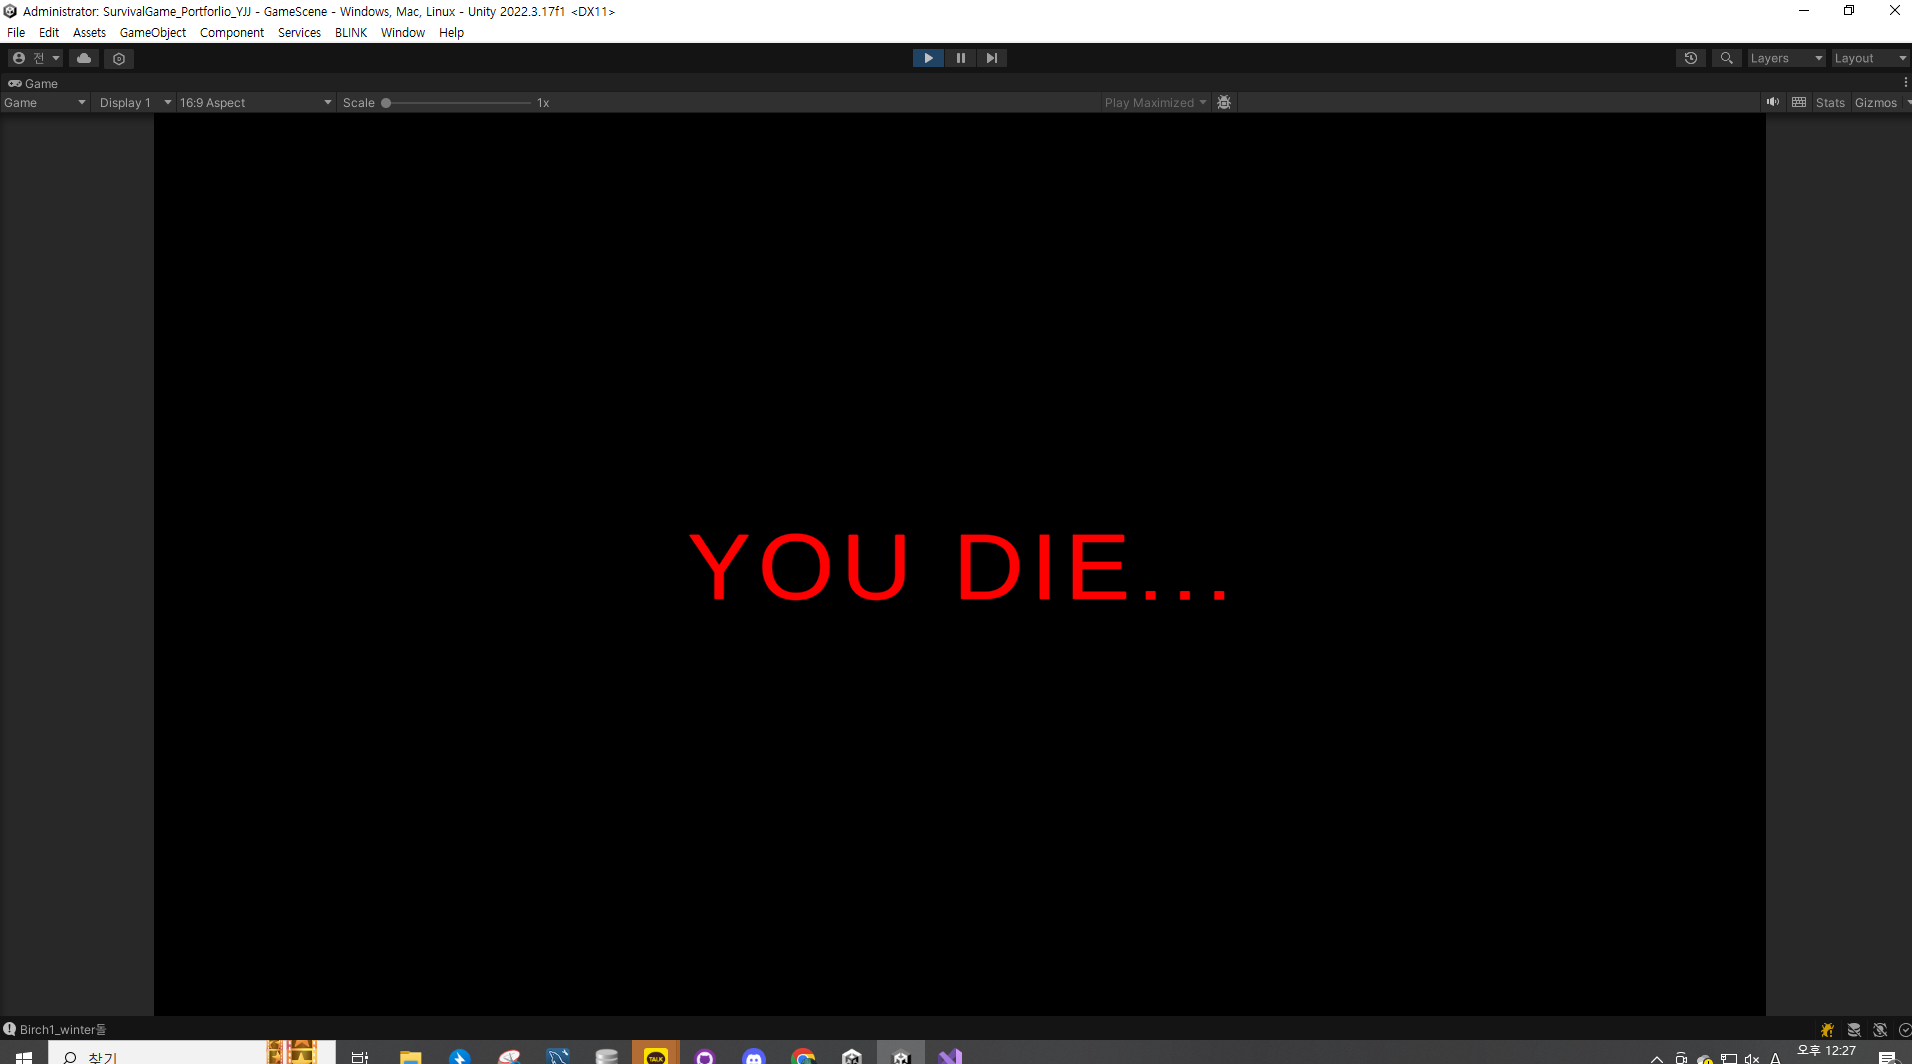 Administrator: SurvivalGame_Portforlio_YJJ - GameScene - Windows, Mac, Linux - Unity 2022.3.17f1 <DX11>
File Edit Assets GameObject Component Services BLINK Window Help
전 Layers Layout
Game
Game Display 1 16:9 Aspect Scale 1x Play Maximized Stats Gizmos
YOU DIE...
Birch1_winter돌
찾기 TALK A 오후 12:27